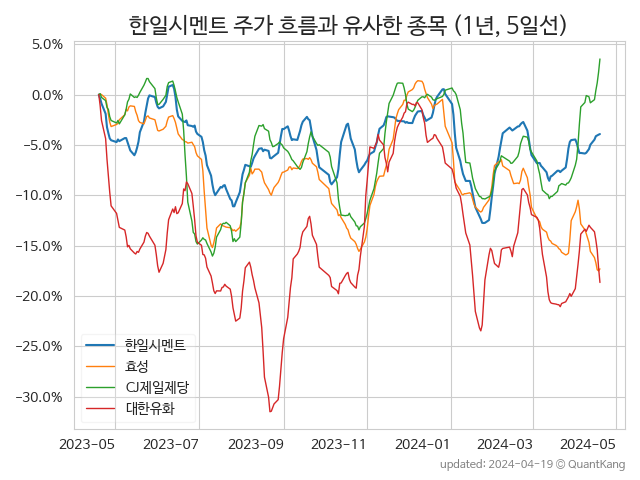 한일시멘트 주가 흐름과 유사한 종목 (1년, 5일선)
5.0%
0.0%
−5.0%
−10.0%
−15.0%
−20.0%
−25.0%
−30.0%
한일시멘트
효성
CJ제일제당
대한유화
2023-05 2023-07 2023-09 2023-11 2024-01 2024-03 2024-05
updated: 2024-04-19 © QuantKang